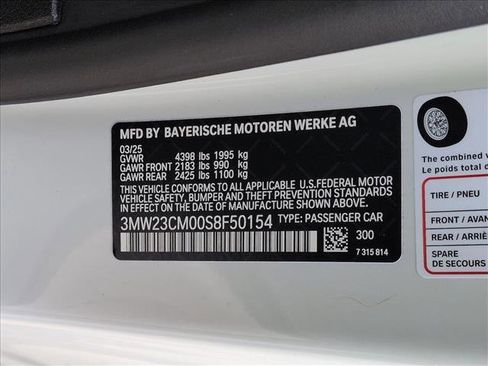 MFD BY BAYERISCHE MOTOREN WERKE AG
03/25
GVWR 4398 lbs 1995 kg
GAWR FRONT 2183 lbs 990 kg
GAWR REAR 2425 lbs 1100 kg
THIS VEHICLE CONFORMS TO ALL APPLICABLE
U.S. FEDERAL MOTOR
VEHICLE SAFETY, BUMPER, AND THEFT PREVENTION STANDARDS
IN EFFECT ON THE DATE OF MANUFACTURE SHOWN ABOVE.
3MW23CM00S8F50154 TYPE: PASSENGER CAR
300
7 315 814
The combined w
Le poids total d
TIRE / PNEU
FRONT / AVAN
REAR / ARRIÈ
SPARE
DE SECOURS